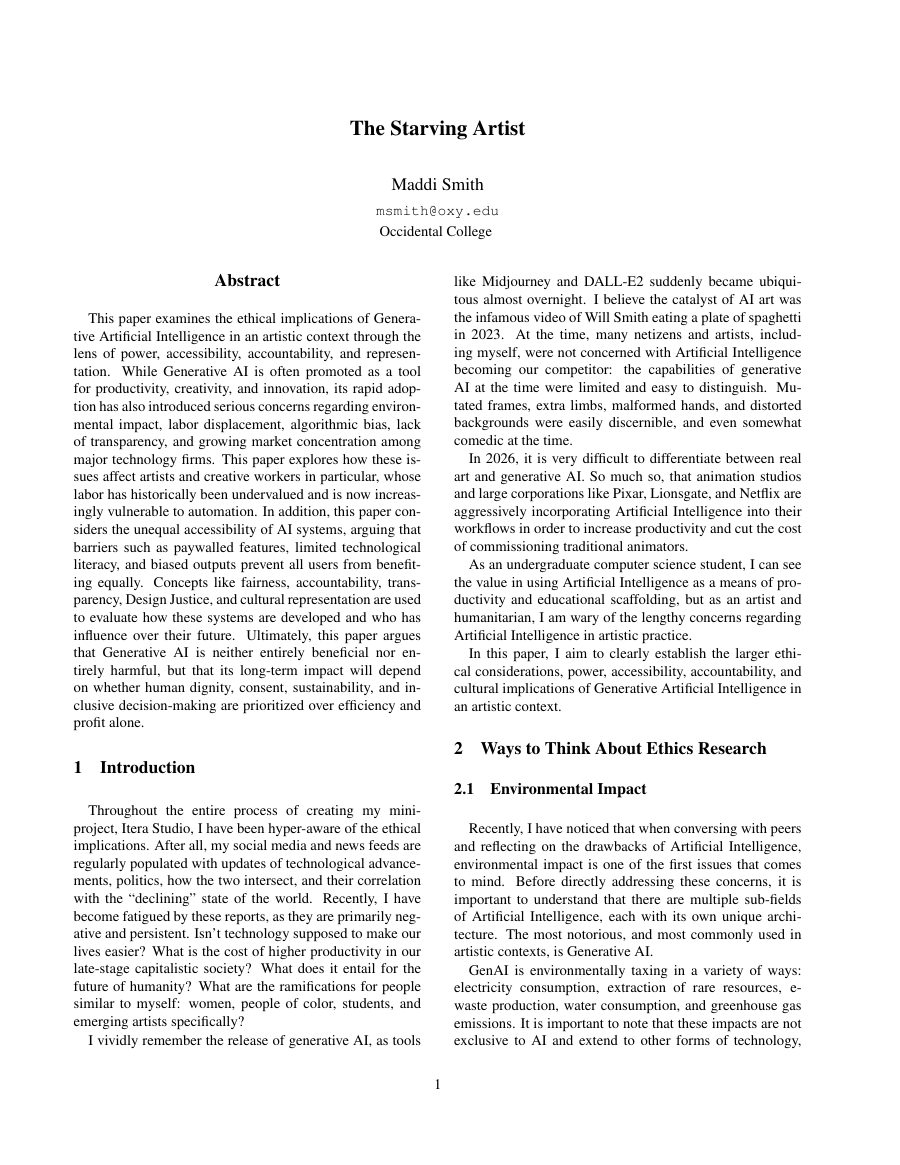 The Starving Artist
Maddi Smith
msmith@oxy.edu
Occidental College
Abstract
This paper examines the ethical implications of Genera-
tive Artificial Intelligence in an artistic context through the
lens of power, accessibility, accountability, and represen-
tation. While Generative AI is often promoted as a tool
for productivity, creativity, and innovation, its rapid adop-
tion has also introduced serious concerns regarding environ-
mental impact, labor displacement, algorithmic bias, lack
of transparency, and growing market concentration among
major technology firms. This paper explores how these is-
sues affect artists and creative workers in particular, whose
labor has historically been undervalued and is now increas-
ingly vulnerable to automation. In addition, this paper con-
siders the unequal accessibility of AI systems, arguing that
barriers such as paywalled features, limited technological
literacy, and biased outputs prevent all users from benefit-
ing equally. Concepts like fairness, accountability, trans-
parency, Design Justice, and cultural representation are used
to evaluate how these systems are developed and who has
influence over their future. Ultimately, this paper argues
that Generative AI is neither entirely beneficial nor en-
tirely harmful, but that its long-term impact will depend
on whether human dignity, consent, sustainability, and in-
clusive decision-making are prioritized over efficiency and
profit alone.
1 Introduction
Throughout the entire process of creating my mini-
project, Itera Studio, I have been hyper-aware of the ethical
implications. After all, my social media and news feeds are
regularly populated with updates of technological advance-
ments, politics, how the two intersect, and their correlation
with the “declining” state of the world. Recently, I have
become fatigued by these reports, as they are primarily neg-
ative and persistent. Isn’t technology supposed to make our
lives easier? What is the cost of higher productivity in our
late-stage capitalistic society? What does it entail for the
future of humanity? What are the ramifications for people
similar to myself: women, people of color, students, and
emerging artists specifically?
I vividly remember the release of generative AI, as tools
like Midjourney and DALL-E2 suddenly became ubiqui-
tous almost overnight. I believe the catalyst of AI art was
the infamous video of Will Smith eating a plate of spaghetti
in 2023. At the time, many netizens and artists, includ-
ing myself, were not concerned with Artificial Intelligence
becoming our competitor: the capabilities of generative
AI at the time were limited and easy to distinguish. Mu-
tated frames, extra limbs, malformed hands, and distorted
backgrounds were easily discernible, and even somewhat
comedic at the time.
In 2026, it is very difficult to differentiate between real
art and generative AI. So much so, that animation studios
and large corporations like Pixar, Lionsgate, and Netflix are
aggressively incorporating Artificial Intelligence into their
workflows in order to increase productivity and cut the cost
of commissioning traditional animators.
As an undergraduate computer science student, I can see
the value in using Artificial Intelligence as a means of pro-
ductivity and educational scaffolding, but as an artist and
humanitarian, I am wary of the lengthy concerns regarding
Artificial Intelligence in artistic practice.
In this paper, I aim to clearly establish the larger ethi-
cal considerations, power, accessibility, accountability, and
cultural implications of Generative Artificial Intelligence in
an artistic context.
2 Ways to Think About Ethics Research
2.1 Environmental Impact
Recently, I have noticed that when conversing with peers
and reflecting on the drawbacks of Artificial Intelligence,
environmental impact is one of the first issues that comes
to mind. Before directly addressing these concerns, it is
important to understand that there are multiple sub-fields
of Artificial Intelligence, each with its own unique archi-
tecture. The most notorious, and most commonly used in
artistic contexts, is Generative AI.
GenAI is environmentally taxing in a variety of ways:
electricity consumption, extraction of rare resources, e-
waste production, water consumption, and greenhouse gas
emissions. It is important to note that these impacts are not
exclusive to AI and extend to other forms of technology,
1